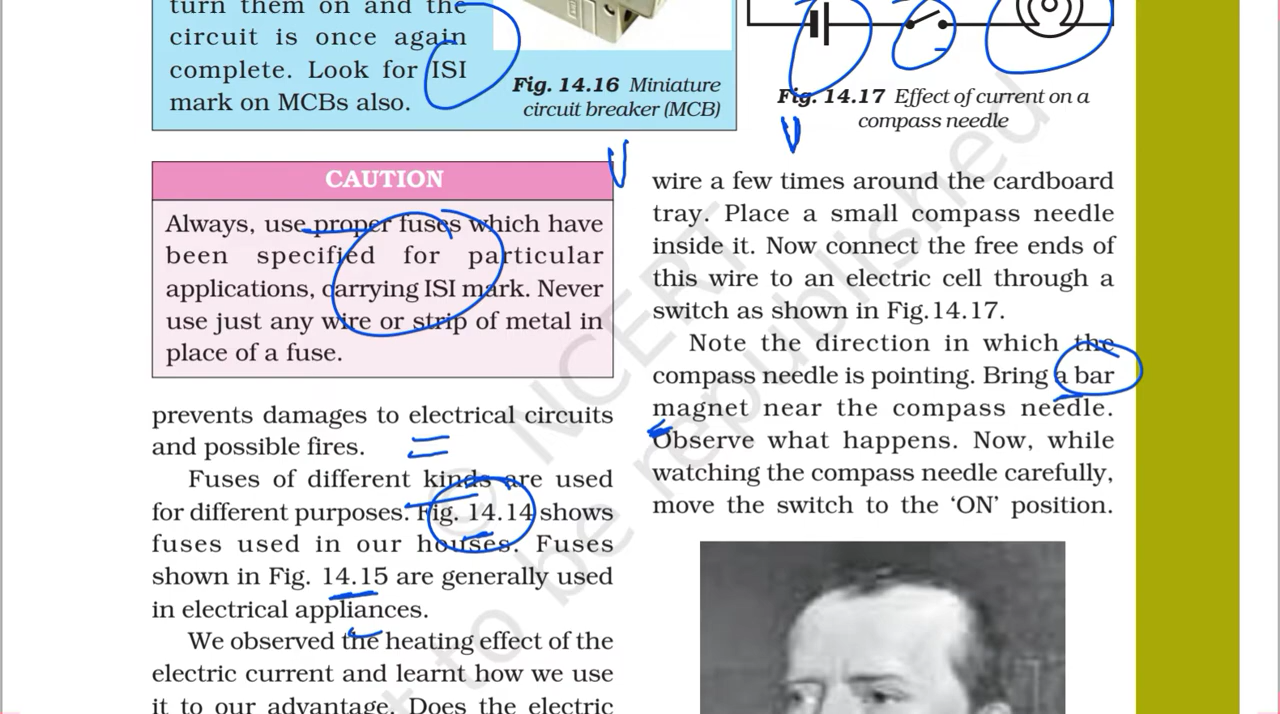 turn them on and the
circuit is once again
complete. Look for ISI
mark on MCBs also.
Fig. 14.16 Miniature
circuit breaker (MCB)
Fig. 14.17 Effect of current on a
compass needle
CAUTION
Always, use proper fuses which have
been specified for particular
applications, carrying ISI mark. Never
use just any wire or strip of metal in
place of a fuse.
prevents damages to electrical circuits
and possible fires.
Fuses of different kinds are used
for different purposes. Fig. 14.14 shows
fuses used in our houses. Fuses
shown in Fig. 14.15 are generally used
in electrical appliances.
We observed the heating effect of the
electric current and learnt how we use
it to our advantage. Does the electric
wire a few times around the cardboard
tray. Place a small compass needle
inside it. Now connect the free ends of
this wire to an electric cell through a
switch as shown in Fig.14.17.
Note the direction in which the
compass needle is pointing. Bring a bar
magnet near the compass needle.
Observe what happens. Now, while
watching the compass needle carefully,
move the switch to the ‘ON’ position.
© NCERT
not to be republished